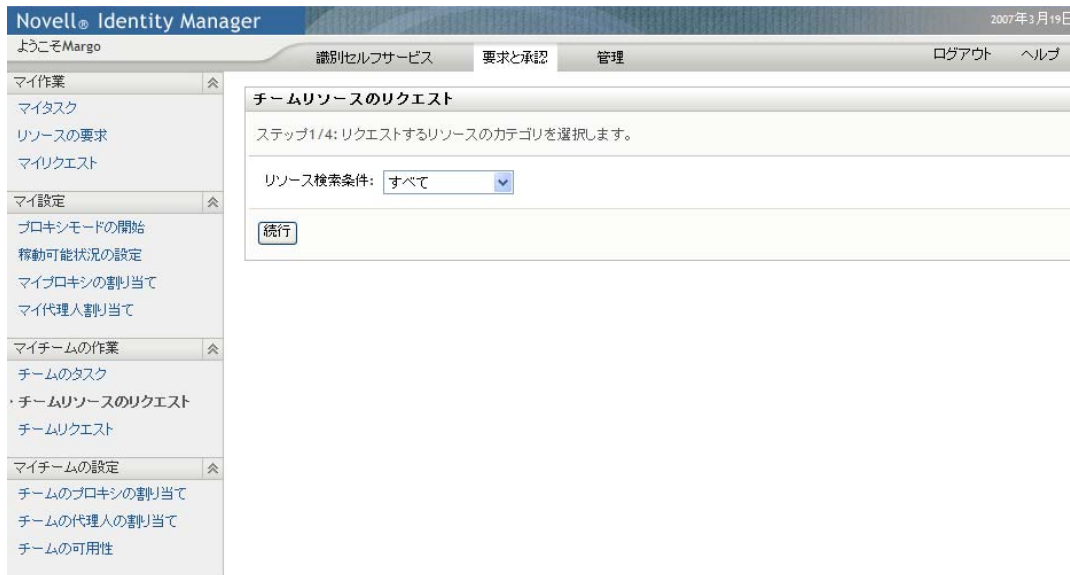 Novell® Identity Manager
2007年3月19日
ようこそMargo
識別セルフサービス 要求と承認 管理 ログアウト ヘルプ
マイ作業
マイタスク
リソースの要求
マイリクエスト
マイ設定
プロキシモードの開始
稼動可能状況の設定
マイプロキシの割り当て
マイ代理人割り当て
マイチームの作業
チームのタスク
・チームリソースのリクエスト
チームリクエスト
マイチームの設定
チームのプロキシの割り当て
チームの代理人の割り当て
チームの可用性
チームリソースのリクエスト
ステップ1/4: リクエストするリソースのカテゴリを選択します。
リソース検索条件: すべて
続行